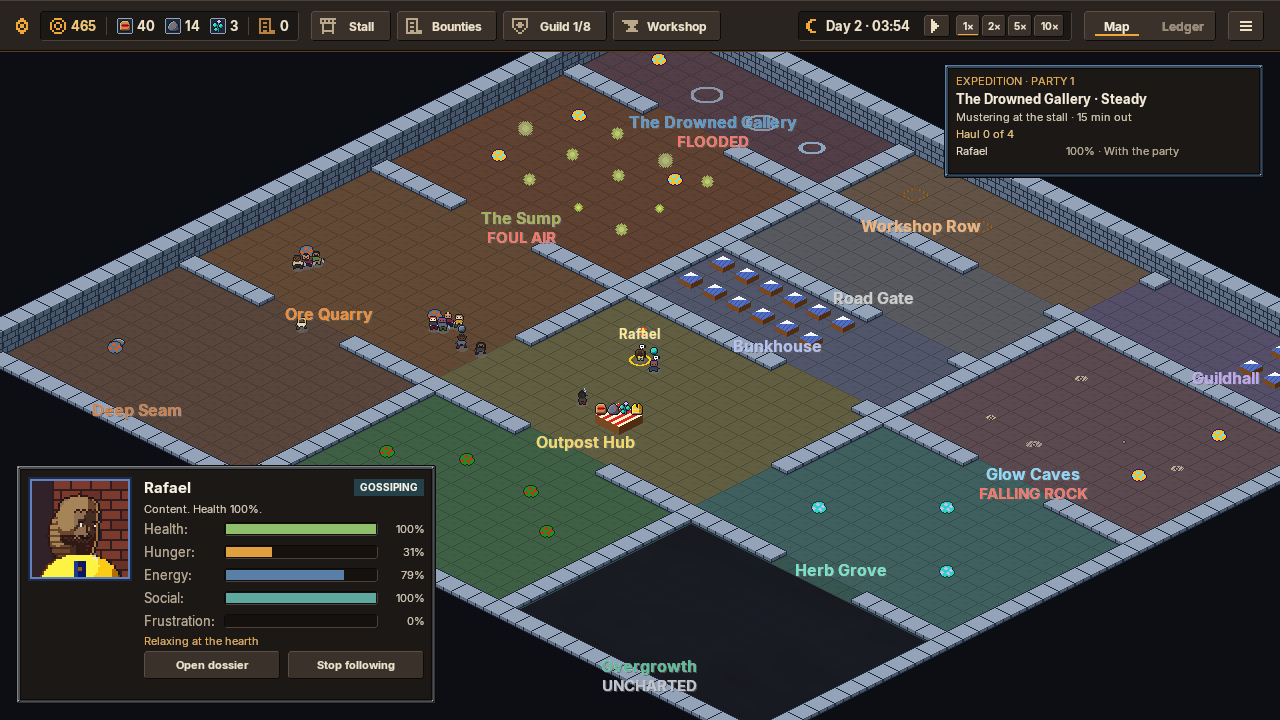 465
40
14
3
0
Stall
Bounties
Guild 1/8
Workshop
Day 2 · 03:54
1×
2×
5×
10×
Map
Ledger
EXPEDITION · PARTY 1
The Drowned Gallery · Steady
Mustering at the stall · 15 min out
Haul 0 of 4
Rafael 100% · With the party
The Drowned Gallery
FLOODED
The Sump
FOUL AIR
Workshop Row
Road Gate
Ore Quarry
Rafael
Bunkhouse
Guildhall
Deep Seam
Outpost Hub
Glow Caves
FALLING ROCK
Herb Grove
Overgrowth
UNCHARTED
Rafael
GOSSIPING
Content. Health 100%.
Health: 100%
Hunger: 31%
Energy: 79%
Social: 100%
Frustration: 0%
Relaxing at the hearth
Open dossier
Stop following